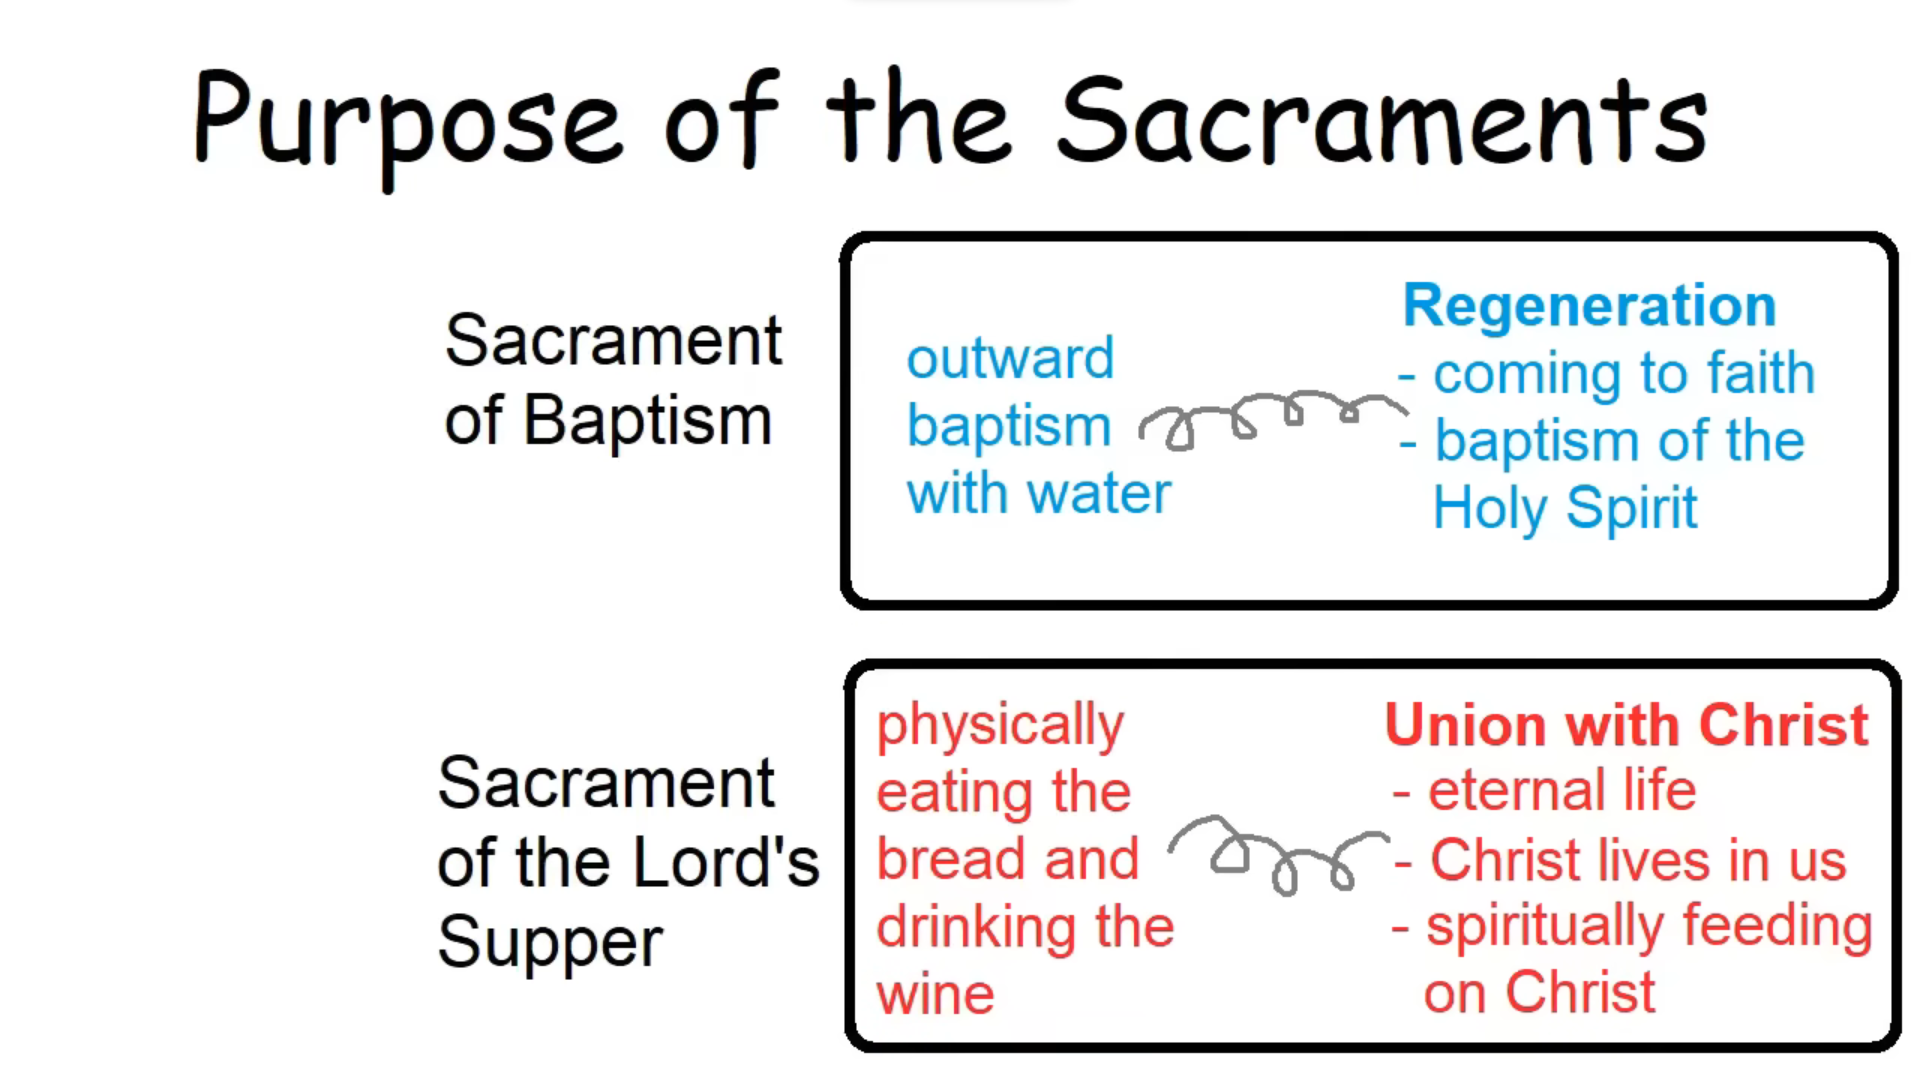 Purpose of the Sacraments
Sacrament
of Baptism
outward
baptism
with water
Regeneration
- coming to faith
- baptism of the
Holy Spirit
Sacrament
of the Lord's
Supper
physically
eating the
bread and
drinking the
wine
Union with Christ
- eternal life
- Christ lives in us
- spiritually feeding
on Christ